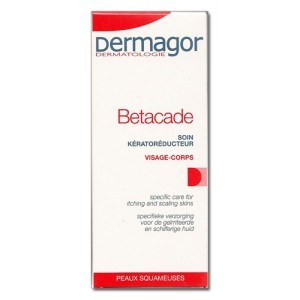 Dermagor
DERMATOLOGIE
Betacade
SOIN
KÉRATORÉDUCTEUR
VISAGE-CORPS
specific care for
itching and scaling skins
specifieke verzorging
voor de geïrriteerde
en schilferige huid
PEAUX SQUAMEUSES